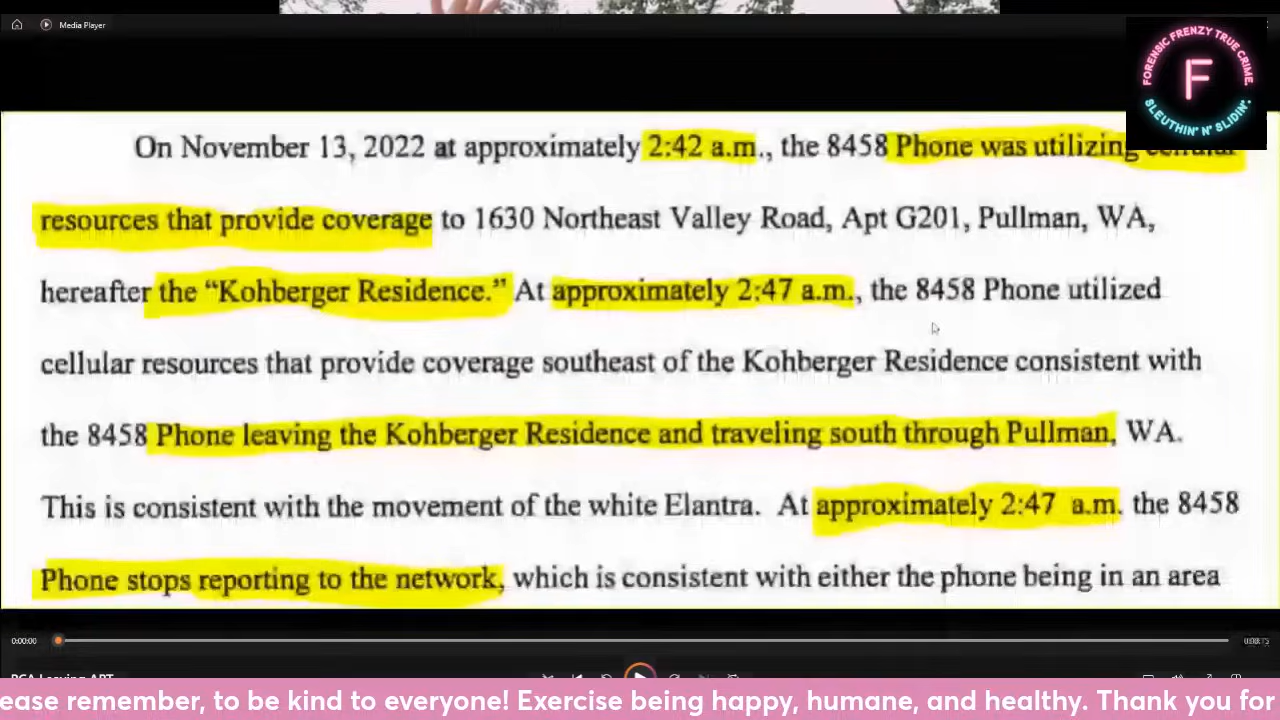 Media Player
FORENSIC FRENZY TRUE CRIME.
F
SLEUTHIN' N' SLIDIN'.
On November 13, 2022 at approximately 2:42 a.m., the 8458 Phone was utilizing cellular
resources that provide coverage to 1630 Northeast Valley Road, Apt G201, Pullman, WA,
hereafter the “Kohberger Residence.” At approximately 2:47 a.m., the 8458 Phone utilized
cellular resources that provide coverage southeast of the Kohberger Residence consistent with
the 8458 Phone leaving the Kohberger Residence and traveling south through Pullman, WA.
This is consistent with the movement of the white Elantra. At approximately 2:47 a.m. the 8458
Phone stops reporting to the network, which is consistent with either the phone being in an area
0:00:00
PCA Leaving APT
ease remember, to be kind to everyone! Exercise being happy, humane, and healthy. Thank you for